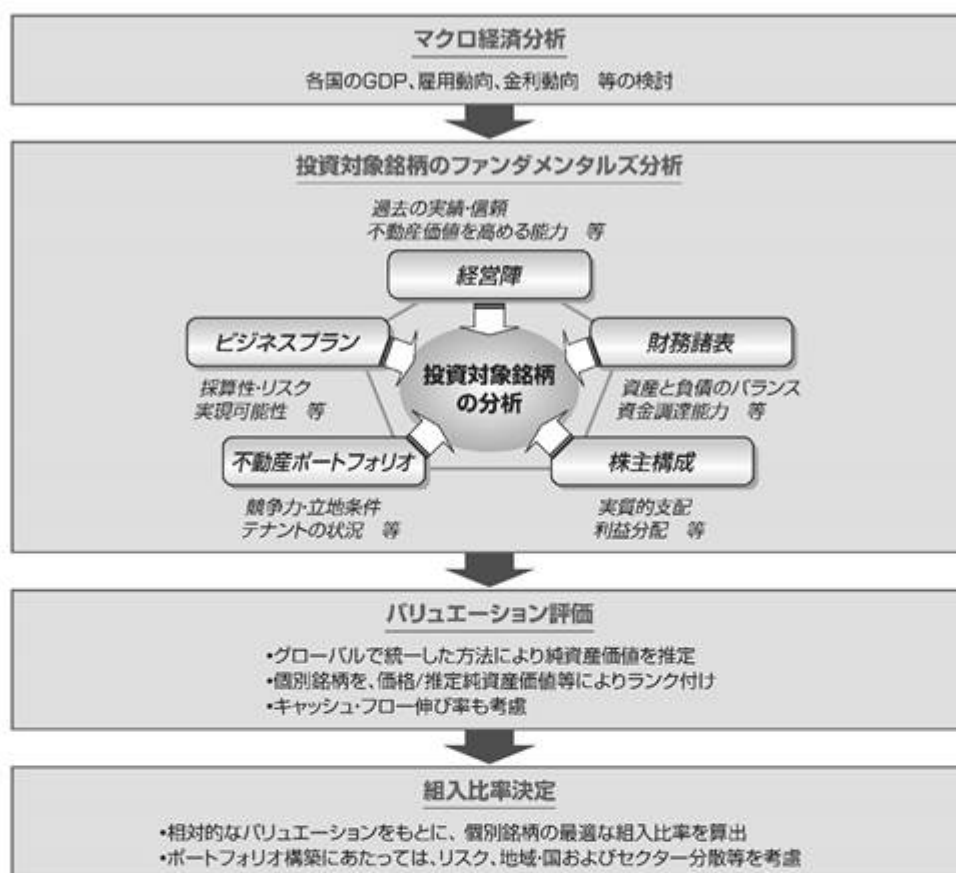 マクロ経済分析
各国のGDP、雇用動向、金利動向　等の検討
投資対象銘柄のファンダメンタルズ分析
過去の実績・信頼
不動産価値を高める能力　等
経営陣
ビジネスプラン
採算性・リスク
実現可能性　等
財務諸表
資産と負債のバランス
資金調達能力　等
投資対象銘柄
の分析
不動産ポートフォリオ
競争力・立地条件
テナントの状況　等
株主構成
実質的支配
利益分配　等
バリュエーション評価
•グローバルで統一した方法により純資産価値を推定
•個別銘柄を、価格/推定純資産価値等によりランク付け
•キャッシュ・フロー伸び率も考慮
組入比率決定
•相対的なバリュエーションをもとに、個別銘柄の最適な組入比率を算出
•ポートフォリオ構築にあたっては、リスク、地域・国およびセクター分散等を考慮